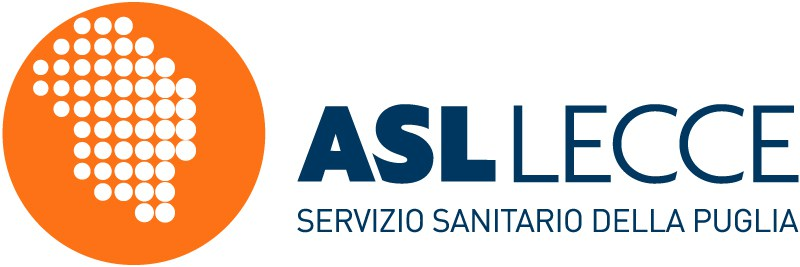 ASL LECCE
SERVIZIO SANITARIO DELLA PUGLIA